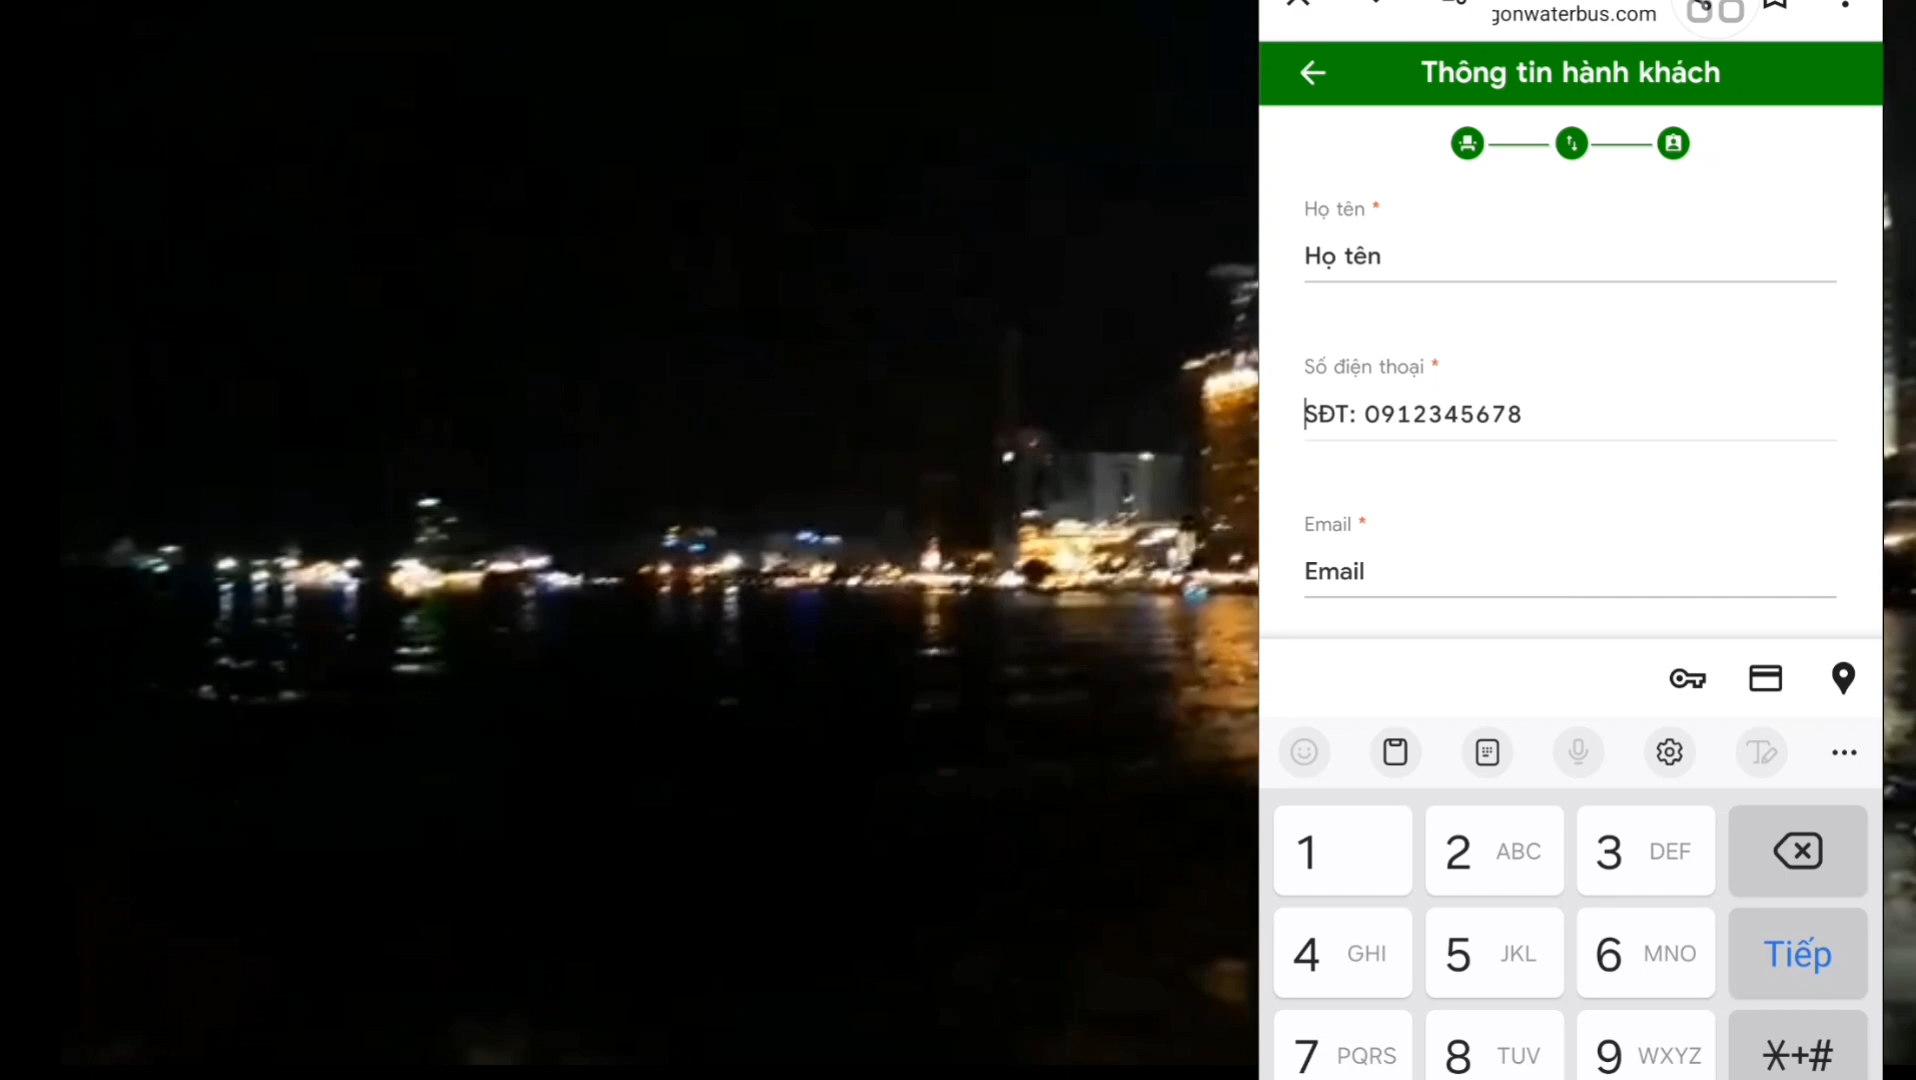 gonwaterbus.com
Thông tin hành khách
Họ tên *
Họ tên
Số điện thoại *
SĐT: 0912345678
Email *
Email
1
2 ABC
3 DEF
4 GHI
5 JKL
6 MNO
Tiếp
7 PQRS
8 TUV
9 WXYZ
*+#